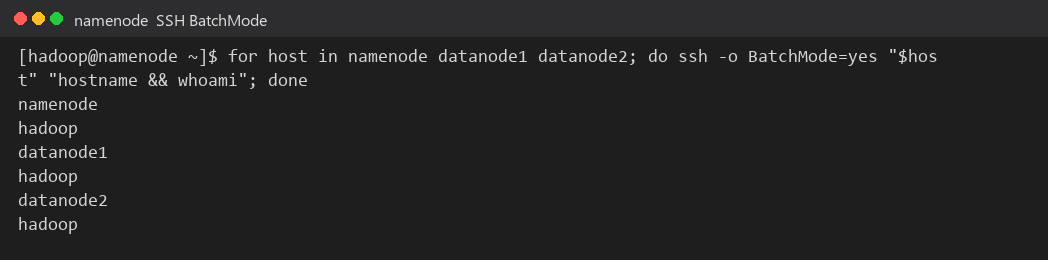 namenode  SSH BatchMode
[hadoop@namenode ~]$ for host in namenode datanode1 datanode2; do ssh -o BatchMode=yes "$hos
t" "hostname && whoami"; done
namenode
hadoop
datanode1
hadoop
datanode2
hadoop